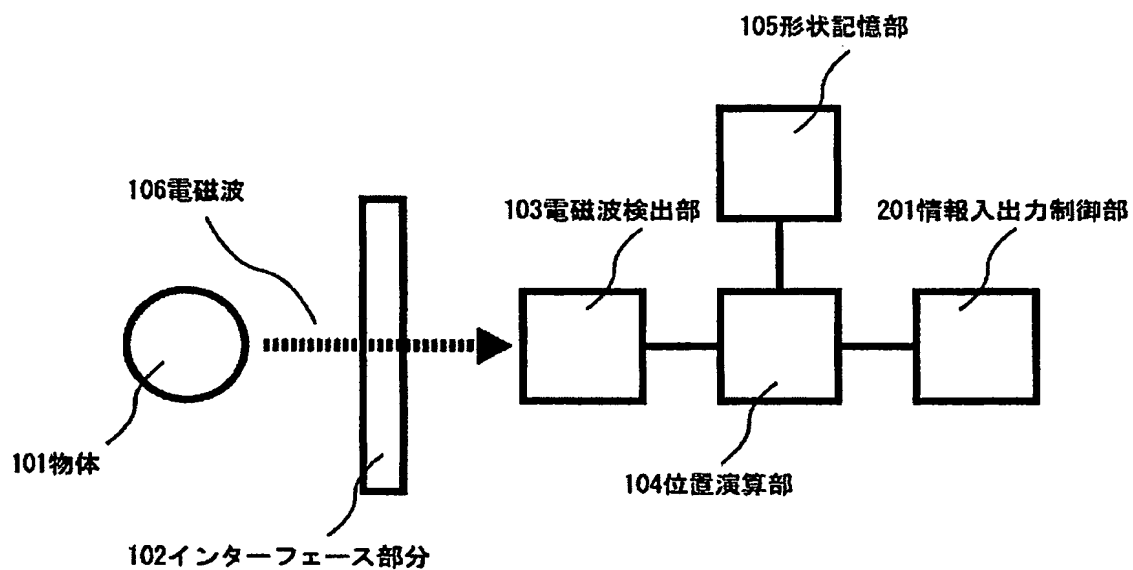 105形状記憶部
106電磁波
103電磁波検出部
201情報入出力制御部
101物体
104位置演算部
102インターフェース部分